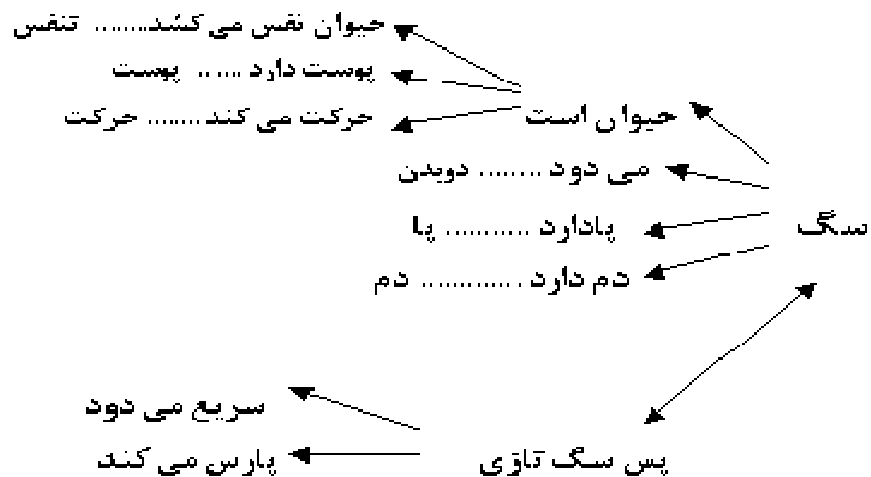 حیوان نفس می کشد........ تنفس
پوست دارد ..... پوست
حیوان است
حرکت می کند ........ حرکت
می دود ........ دویدن
سگ
پادارد ........... پا
دم دارد ............. دم
سریع می دود
پس سگ تازی
پارس می کند